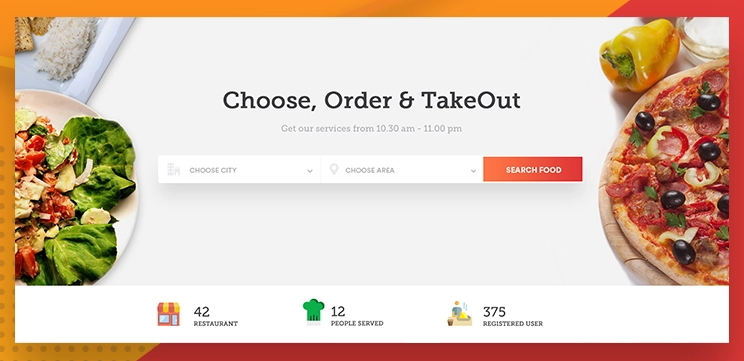 Choose, Order & TakeOut
Get our services from 10.30 am - 11.00 pm
CHOOSE CITY
CHOOSE AREA
SEARCH FOOD
42
RESTAURANT
12
PEOPLE SERVED
375
REGISTERED USER